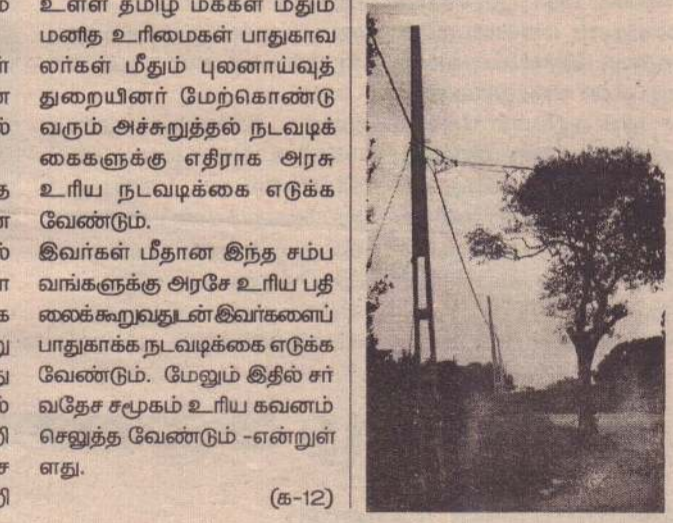 உள்ள தமிழ் மக்கள் மீதும்
மனித உரிமைகள் பாதுகாவ
லர்கள் மீதும் புலனாய்வுத்
துறையினர் மேற்கொண்டு
வரும் அச்சுறுத்தல் நடவடிக்
கைகளுக்கு எதிராக அரசு
உரிய நடவடிக்கை எடுக்க
வேண்டும்.
இவர்கள் மீதான இந்த சம்ப
வங்களுக்கு அரசே உரிய பதி
லைக்கூறுவதுடன் இவர்களைப்
பாதுகாக்க நடவடிக்கை எடுக்க
வேண்டும். மேலும் இதில் சர்
வதேச சமூகம் உரிய கவனம்
செலுத்த வேண்டும் -என்றுள்
ளது.
(க-12)